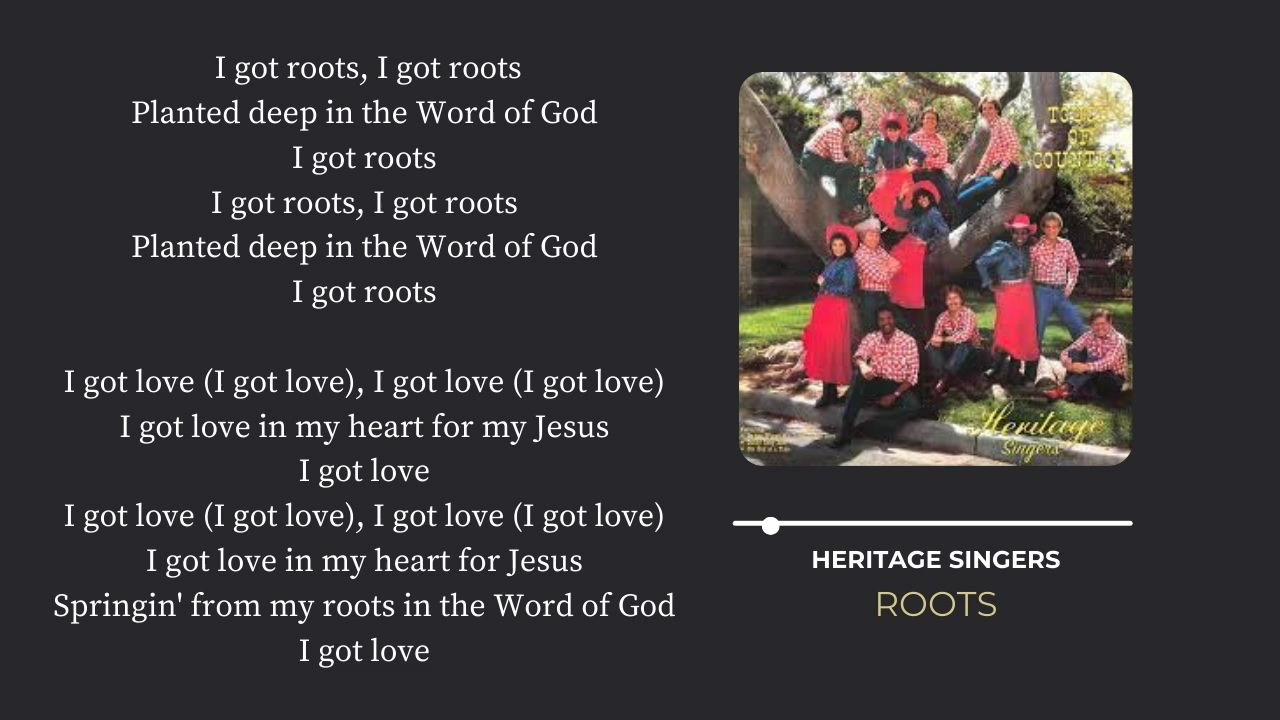 I got roots, I got roots
Planted deep in the Word of God
I got roots
I got roots, I got roots
Planted deep in the Word of God
I got roots
I got love (I got love), I got love (I got love)
I got love in my heart for my Jesus
I got love
I got love (I got love), I got love (I got love)
I got love in my heart for Jesus
Springin' from my roots in the Word of God
I got love
TOUCH
OF
COUNTRY
Heritage
Singers
HERITAGE SINGERS
ROOTS